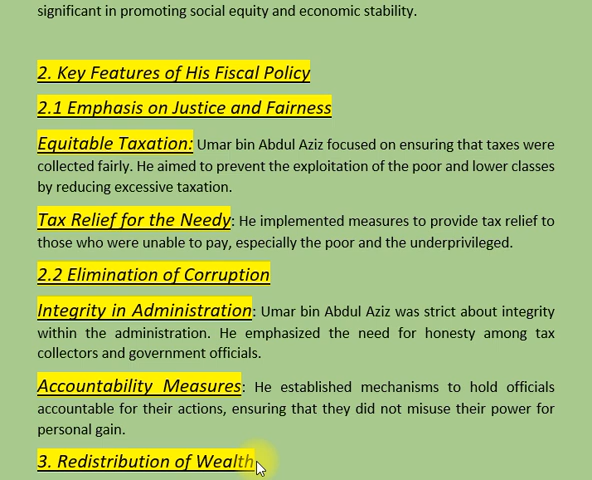 significant in promoting social equity and economic stability.
2. Key Features of His Fiscal Policy
2.1 Emphasis on Justice and Fairness
Equitable Taxation: Umar bin Abdul Aziz focused on ensuring that taxes were
collected fairly. He aimed to prevent the exploitation of the poor and lower classes
by reducing excessive taxation.
Tax Relief for the Needy: He implemented measures to provide tax relief to
those who were unable to pay, especially the poor and the underprivileged.
2.2 Elimination of Corruption
Integrity in Administration: Umar bin Abdul Aziz was strict about integrity
within the administration. He emphasized the need for honesty among tax
collectors and government officials.
Accountability Measures: He established mechanisms to hold officials
accountable for their actions, ensuring that they did not misuse their power for
personal gain.
3. Redistribution of Wealth